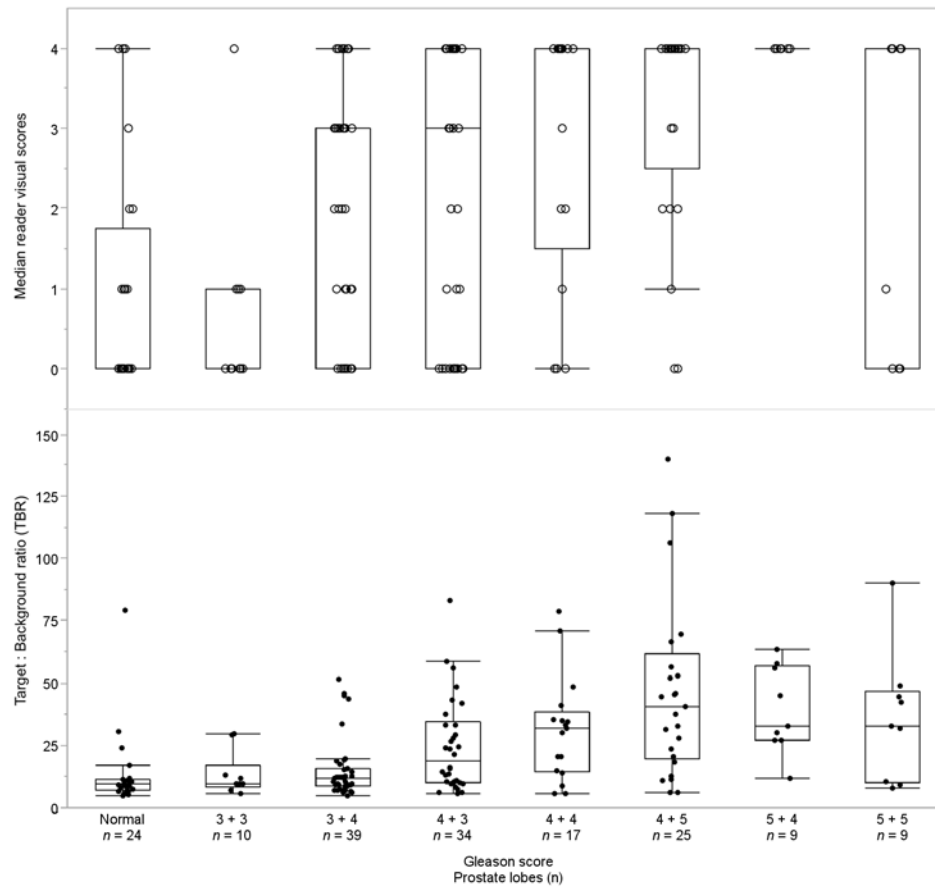 Median reader visual scores
4
3
2
1
0
Target : Background ratio (TBR)
150
125
100
75
50
25
0
Normal 3 + 3 3 + 4 4 + 3 4 + 4 4 + 5 5 + 4 5 + 5
n = 24 n = 10 n = 39 n = 34 n = 17 n = 25 n = 9 n = 9
Gleason score
Prostate lobes (n)